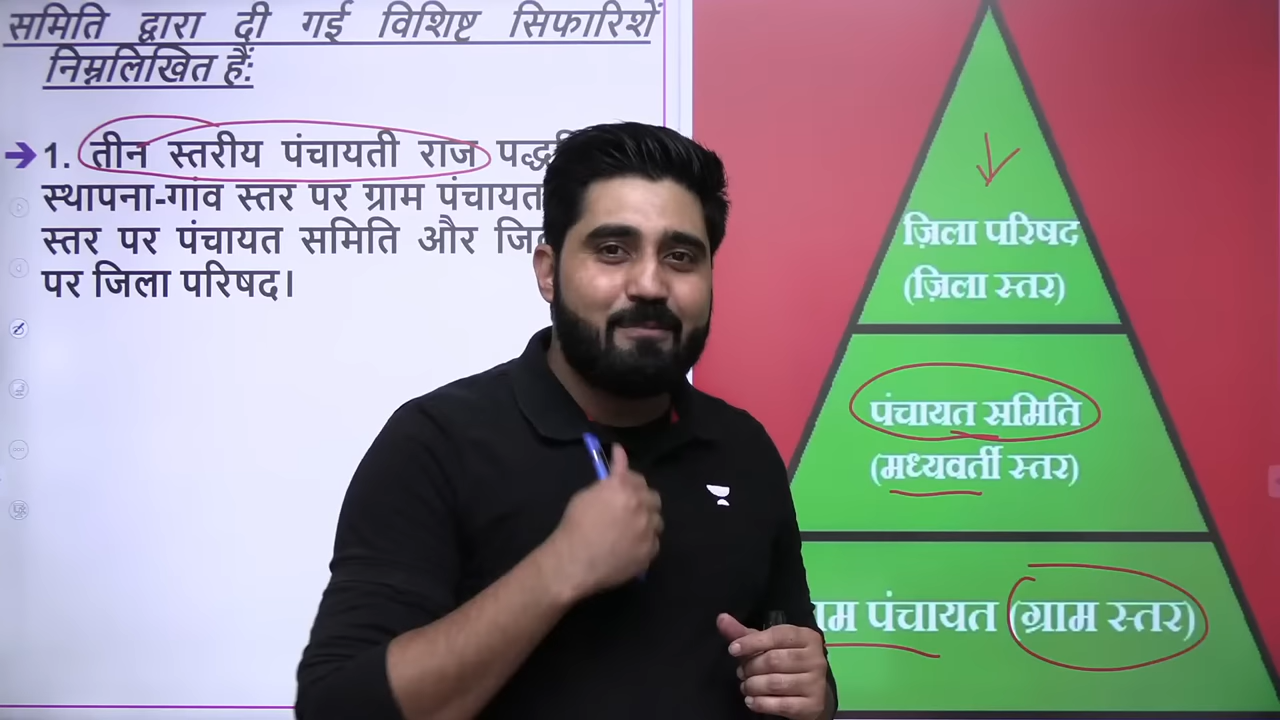 समिति द्वारा दी गई विशिष्ट सिफारिशें
निम्नलिखित हैं:
1. तीन स्तरीय पंचायती राज
स्थापना-गांव स्तर पर ग्राम पंचायत
स्तर पर पंचायत समिति और
पर जिला परिषद।
ज़िला परिषद
(ज़िला स्तर)
पंचायत समिति
(मध्यवर्ती स्तर)
पंचायत (ग्राम स्तर)